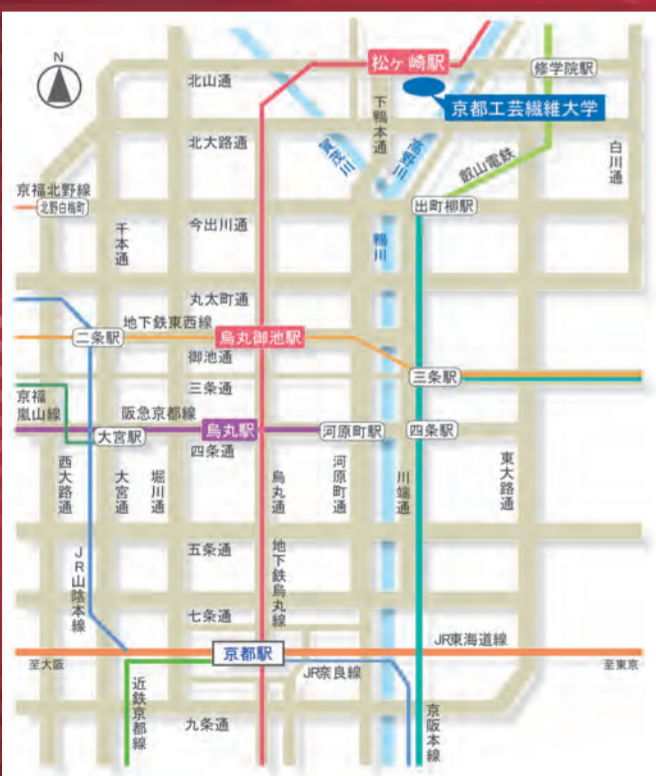 N
松ヶ崎駅
修学院駅
北山通
京都工芸繊維大学
下鴨本通
北大路通
賀茂川
高野川
叡山電鉄
白川通
京福北野線
北野白梅町
出町柳駅
今出川通
千本通
鴨川
丸太町通
地下鉄東西線
二条駅
烏丸御池駅
御池通
三条駅
三条通
京福
嵐山線
阪急京都線
大宮駅
烏丸駅
河原町駅
四条駅
四条通
西大路通
大宮通
堀川通
烏丸通
河原町通
川端通
東大路通
五条通
地下鉄烏丸線
JR山陰本線
七条通
京都駅
JR東海道線
至大阪
至東京
JR奈良線
近鉄京都線
九条通
京阪本線